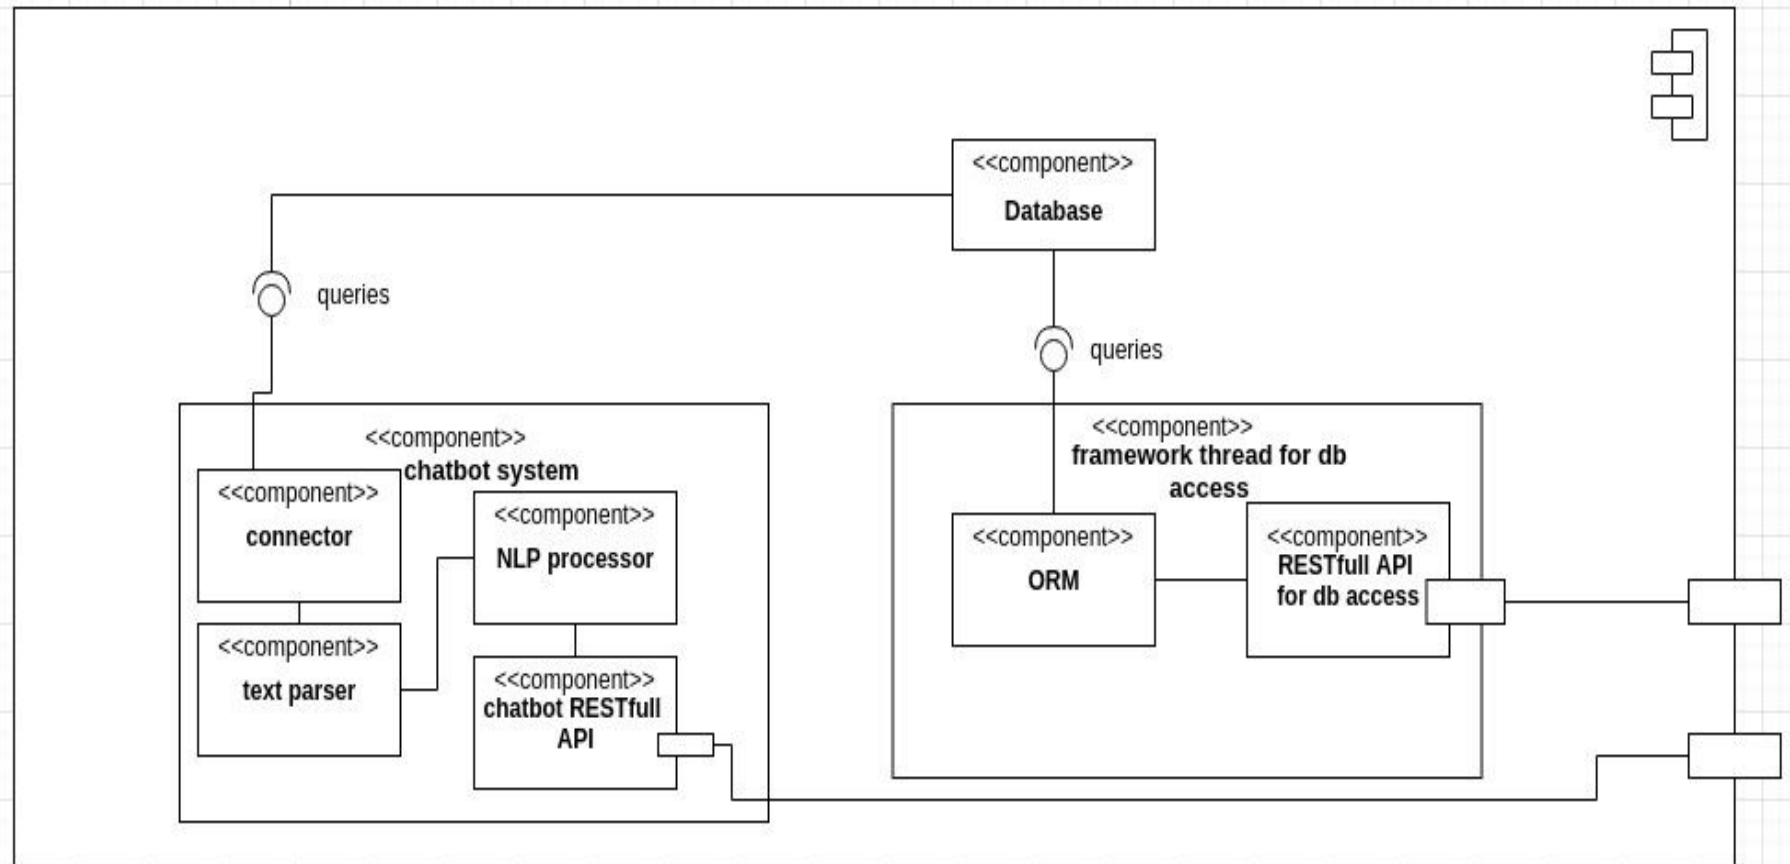 <<component>>
Database
queries
queries
<<component>>
chatbot system
<<component>>
connector
<<component>>
NLP processor
<<component>>
text parser
<<component>>
chatbot RESTfull
API
<<component>>
framework thread for db
access
<<component>>
ORM
<<component>>
RESTfull API
for db access